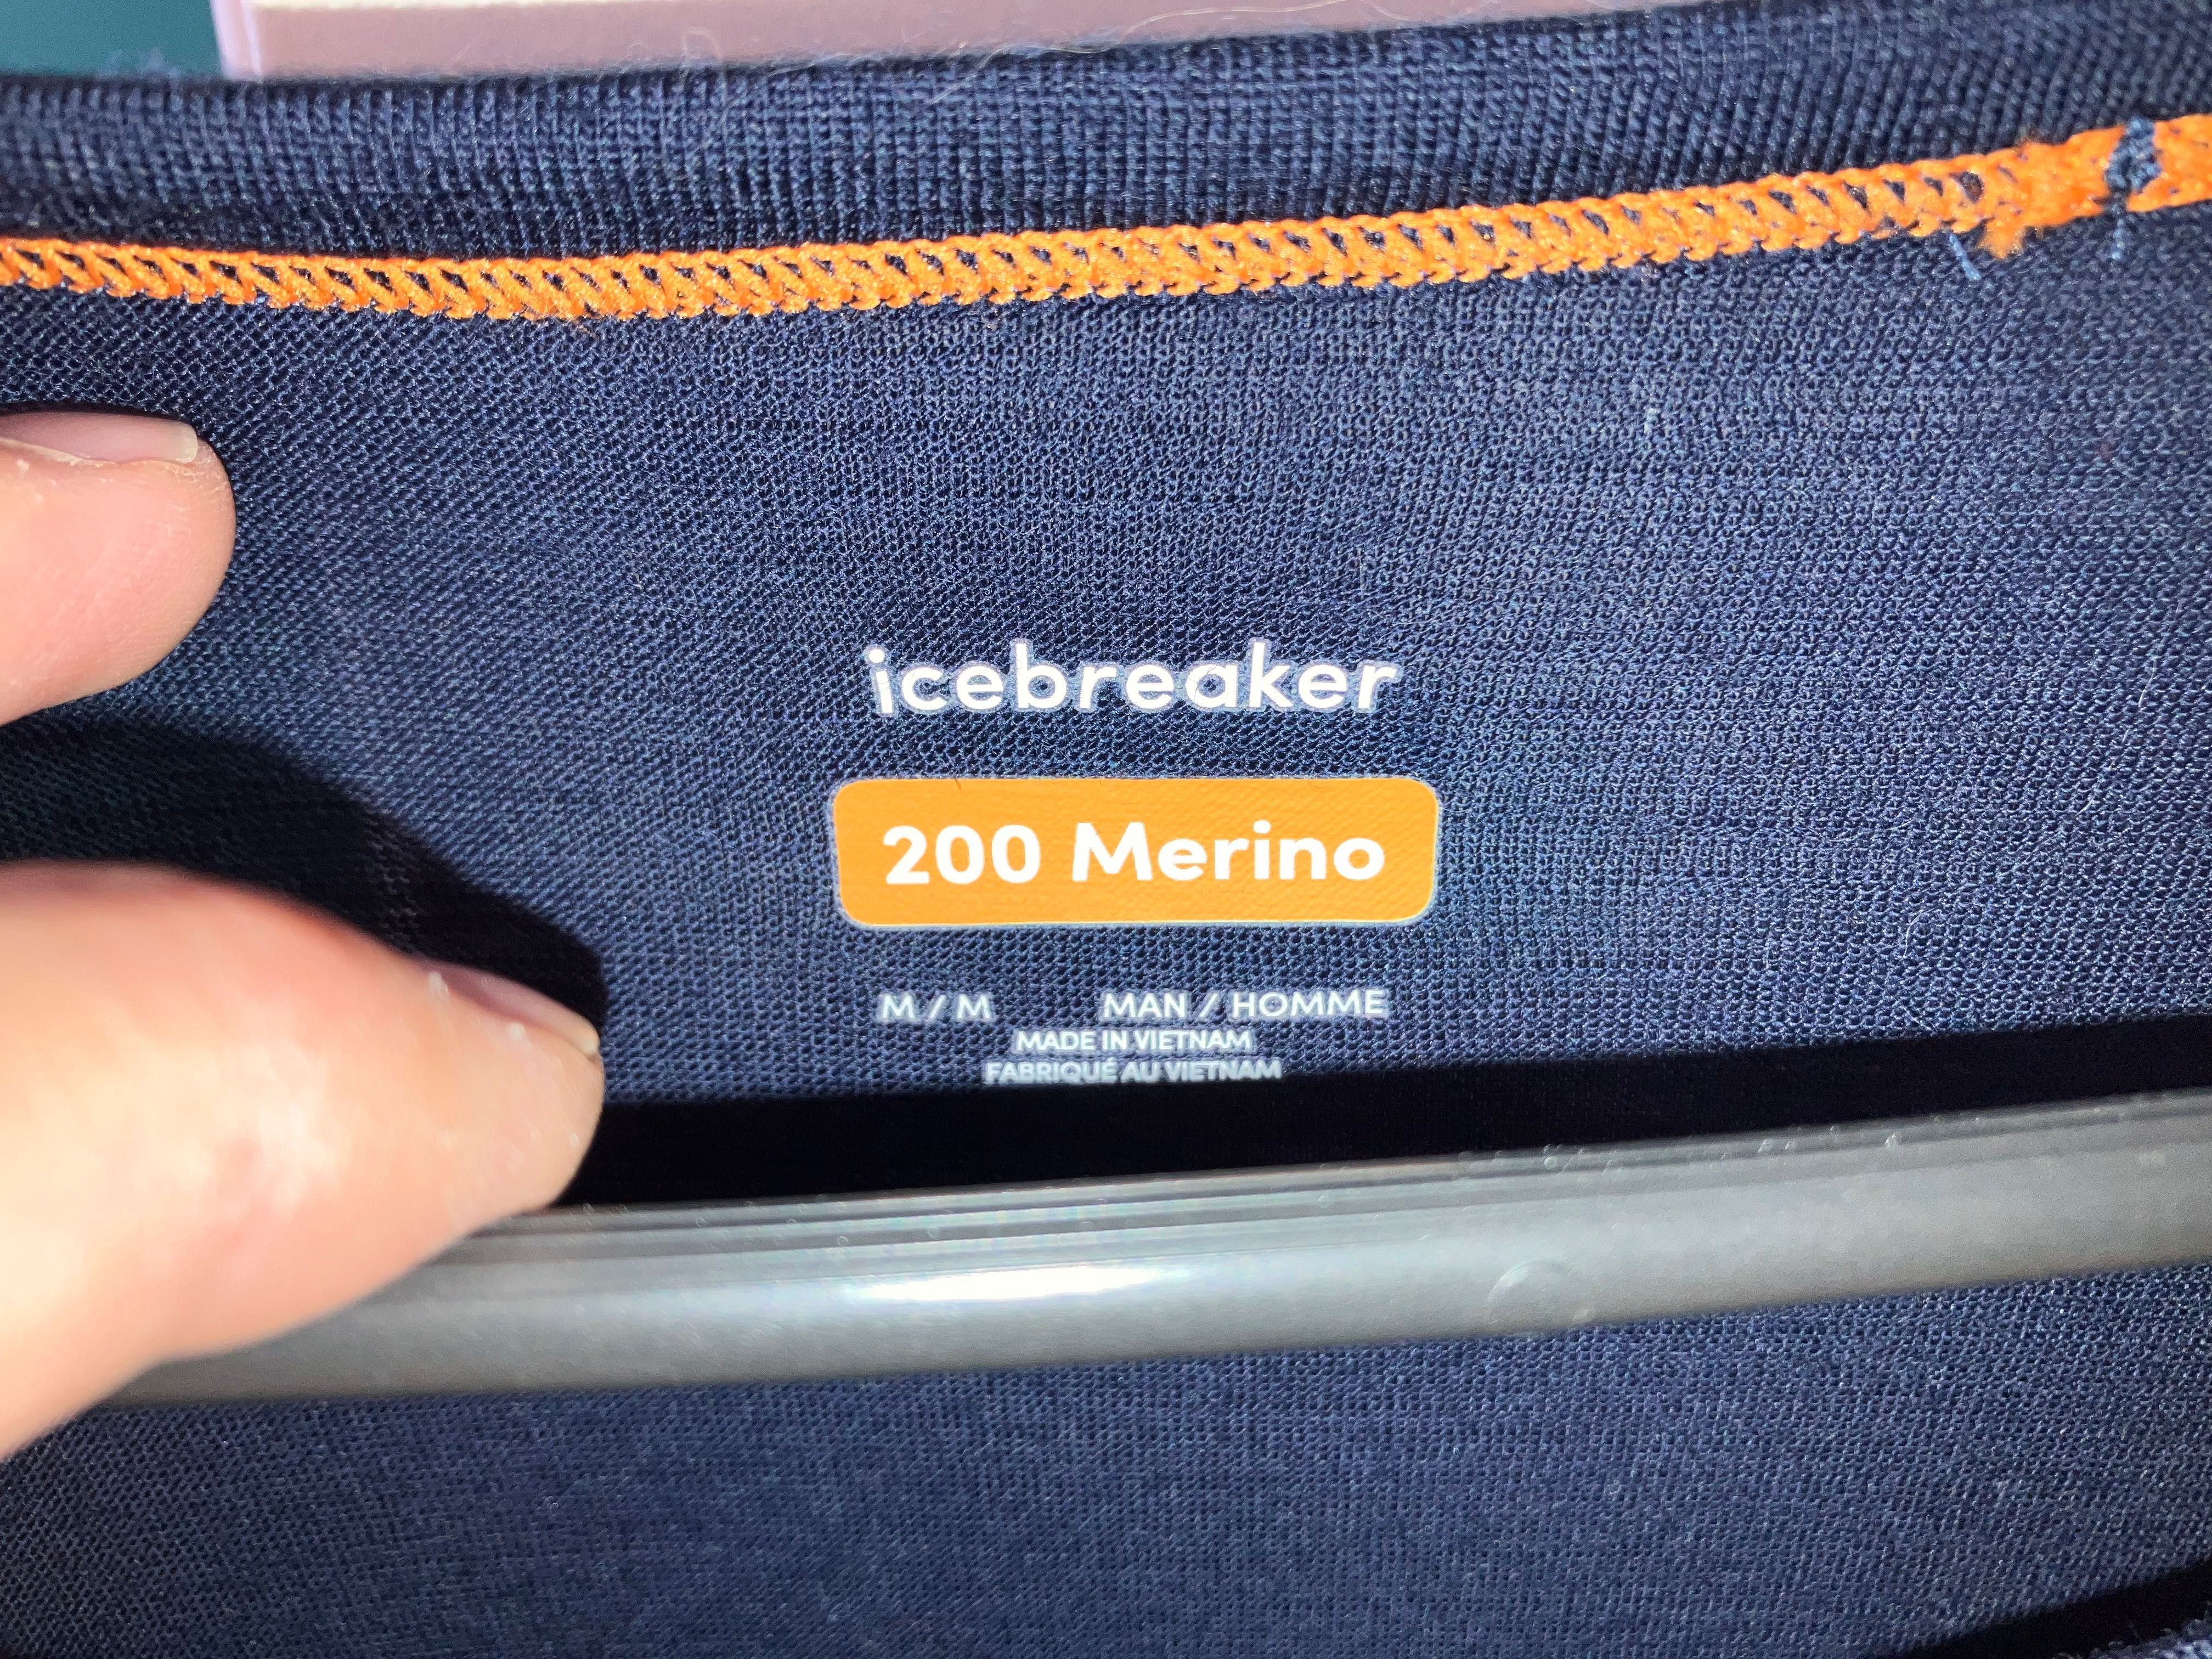 icebreaker
200 Merino
M / M MAN / HOMME
MADE IN VIETNAM
FABRIQUÉ AU VIETNAM